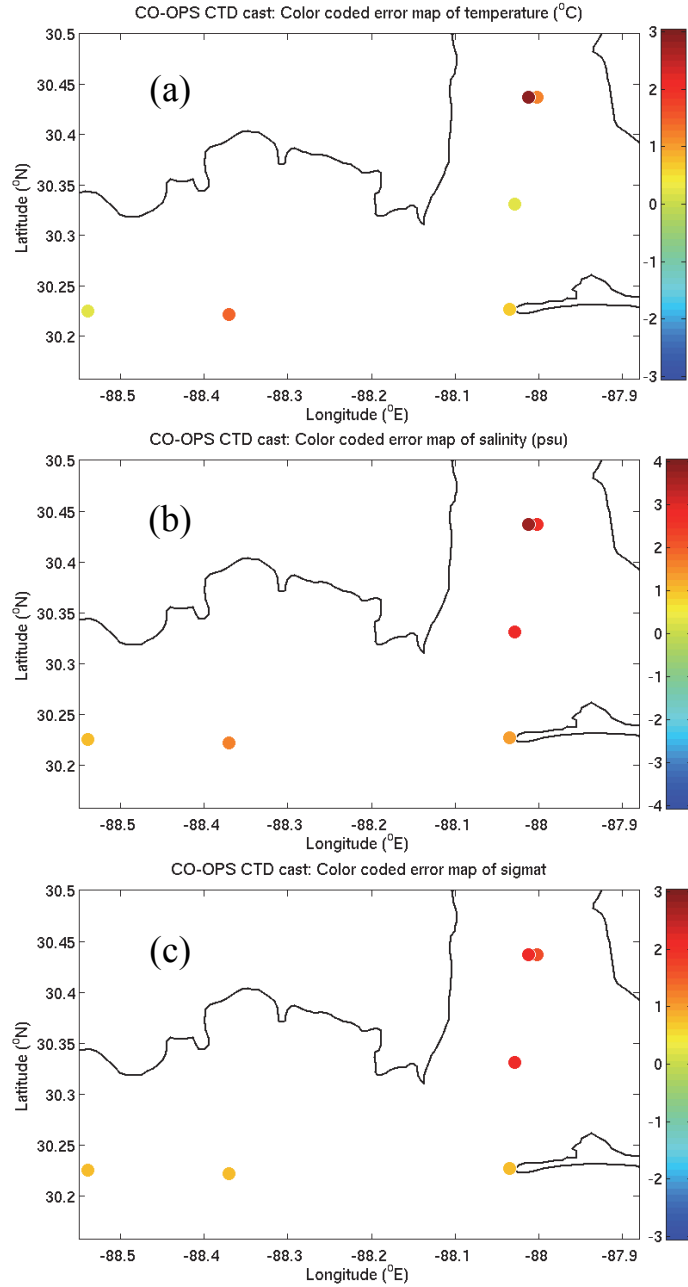 CO-OPS CTD cast: Color coded error map of temperature (⁰C)
(a)
Latitude (⁰N)
30.5
30.45
30.4
30.35
30.3
30.25
30.2
-88.5 -88.4 -88.3 -88.2 -88.1 -88 -87.9
Longitude (⁰E)
3
2
1
0
-1
-2
-3
CO-OPS CTD cast: Color coded error map of salinity (psu)
(b)
Latitude (⁰N)
30.5
30.45
30.4
30.35
30.3
30.25
30.2
-88.5 -88.4 -88.3 -88.2 -88.1 -88 -87.9
Longitude (⁰E)
4
3
2
1
0
-1
-2
-3
-4
CO-OPS CTD cast: Color coded error map of sigmat
(c)
Latitude (⁰N)
30.5
30.45
30.4
30.35
30.3
30.25
30.2
-88.5 -88.4 -88.3 -88.2 -88.1 -88 -87.9
Longitude (⁰E)
3
2
1
0
-1
-2
-3